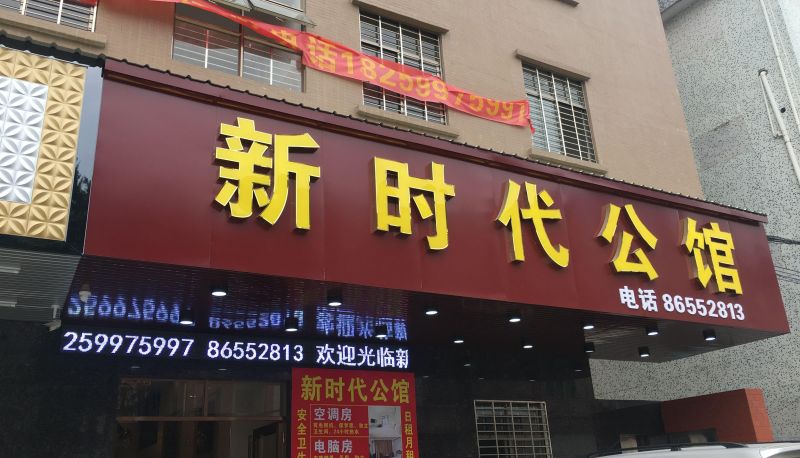 电话18259975997
新时代公馆
电话 86552813
259975997 86552813 欢迎光临新
新时代公馆
安全卫生
空调房
电脑房
日租月租